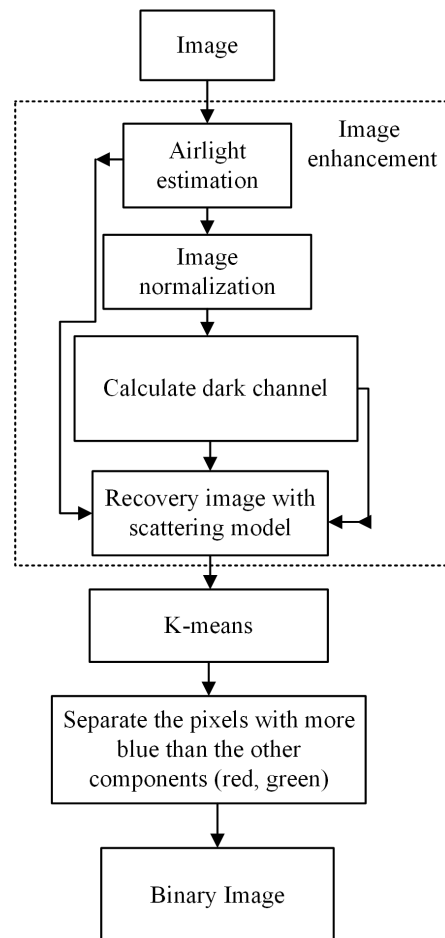 Image
Image
enhancement
Airlight
estimation
Image
normalization
Calculate dark channel
Recovery image with
scattering model
K-means
Separate the pixels with more
blue than the other
components (red, green)
Binary Image